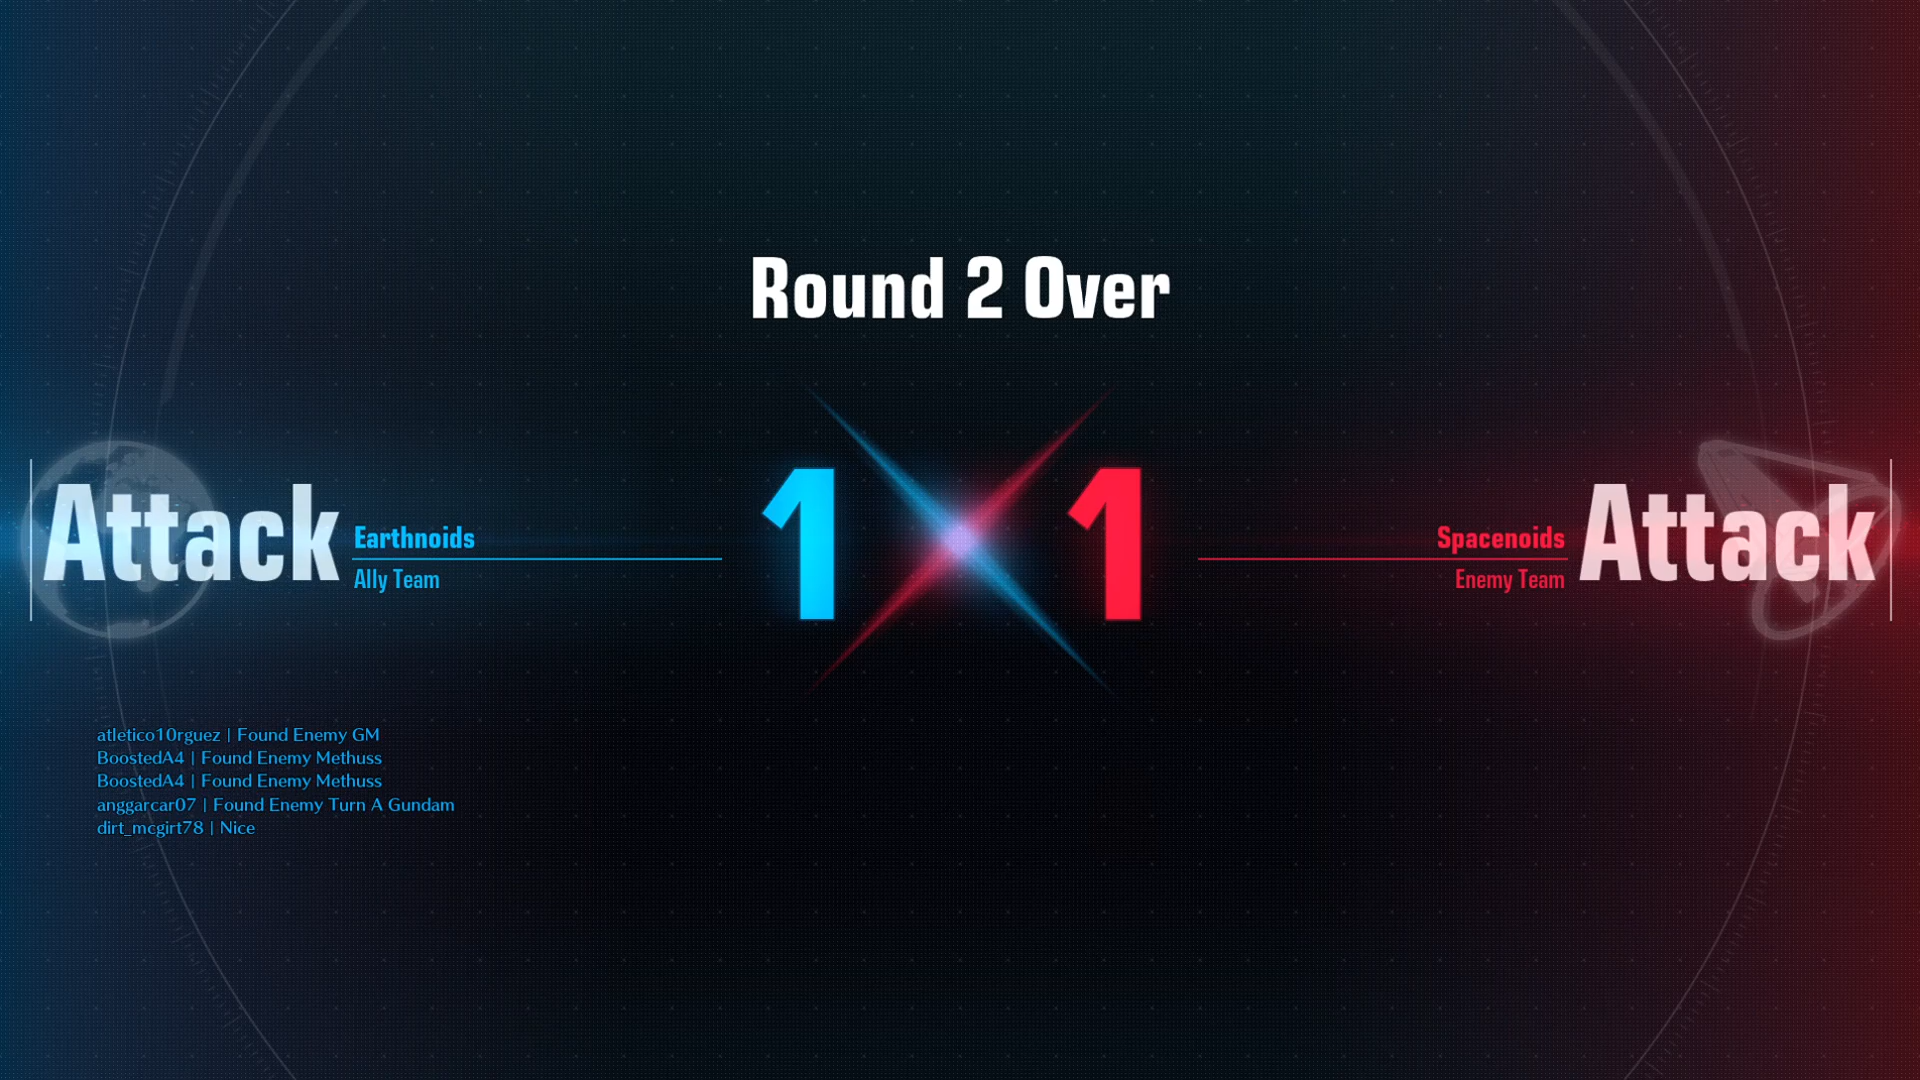 Round 2 Over
Attack
Earthnoids
Ally Team
1
1
Spacenoids
Enemy Team
Attack
atletico10rguez | Found Enemy GM
BoostedA4 | Found Enemy Methuss
BoostedA4 | Found Enemy Methuss
anggarcar07 | Found Enemy Turn A Gundam
dirt_mcgirt78 | Nice